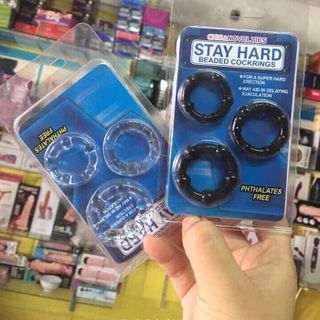 STAY HARD
BEADED COCKRINGS
• FOR A SUPER HARD
ERECTION
• MAY AID IN DELAYING
EJACULATION
PHTHALATES
FREE
PHTHALATES
FREE